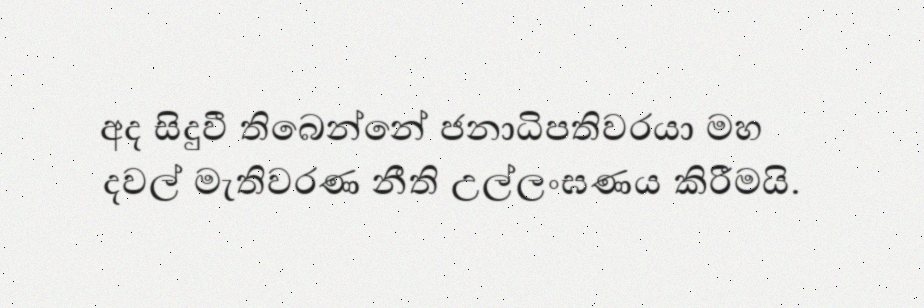 අද සිදුවී තිබෙන්නේ ජනාධිපතිවරයා මහ
දවල් මැතිවරණ නීති උල්ලංඝණය කිරීමයි.